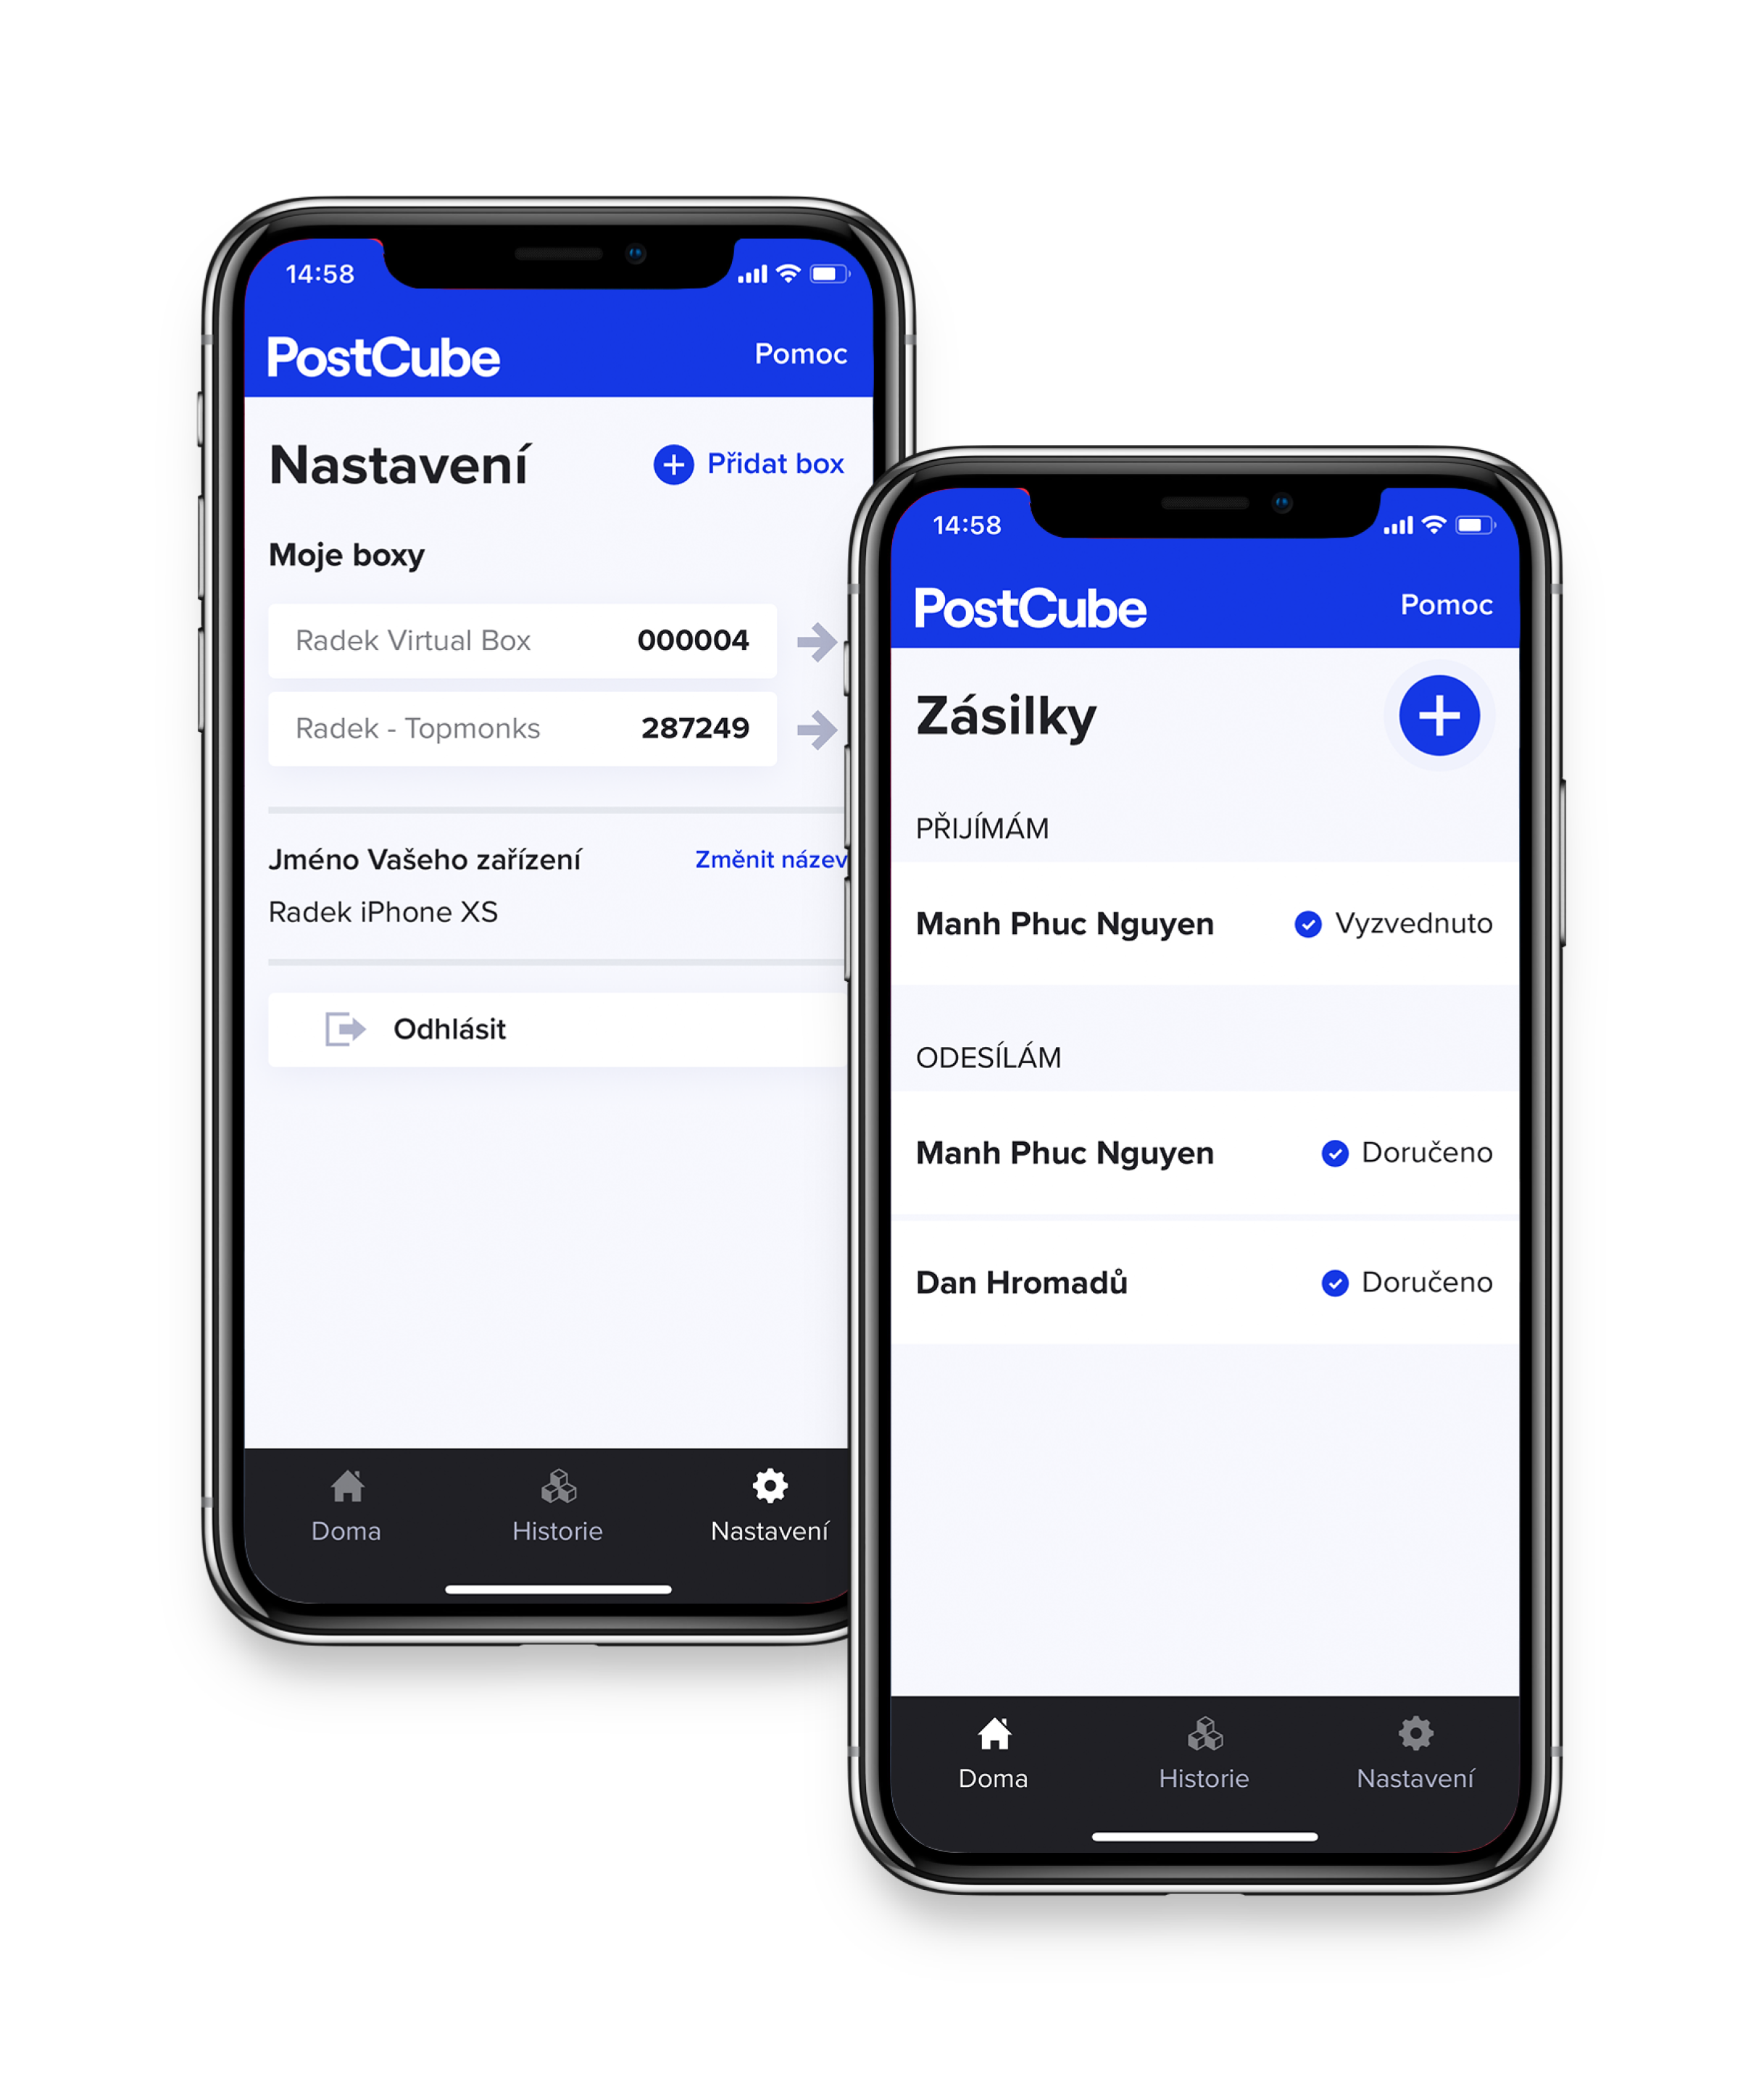 14:58
PostCube
Pomoc
Nastavení
Přidat box
Moje boxy
Radek Virtual Box 000004
Radek - Topmonks 287249
Jméno Vašeho zařízení Změnit název
Radek iPhone XS
Odhlásit
Doma Historie Nastavení
14:58
PostCube
Pomoc
Zásilky
PŘIJÍMÁM
Manh Phuc Nguyen Vyzvednuto
ODESÍLÁM
Manh Phuc Nguyen Doručeno
Dan Hromadů Doručeno
Doma Historie Nastavení